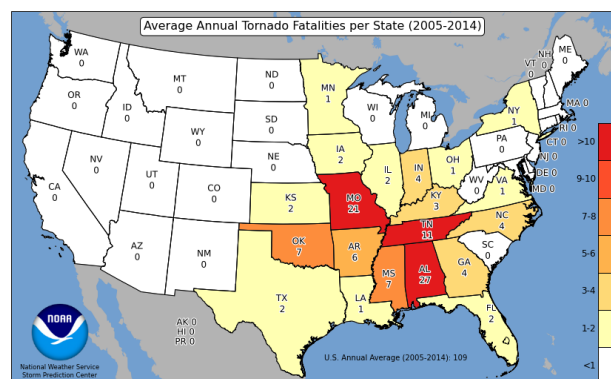 Average Annual Tornado Fatalities per State (2005-2014)
WA
0
OR
0
CA
0
ID
0
NV
0
MT
0
WY
0
UT
0
AZ
0
CO
0
NM
0
ND
0
SD
0
NE
0
KS
2
OK
7
TX
2
MN
1
IA
2
MO
21
AR
6
LA
1
WI
0
IL
2
MI
0
IN
4
OH
1
KY
3
TN
11
MS
7
AL
27
GA
4
FL
2
SC
0
NC
4
VA
1
WV
0
PA
0
NY
1
VT
0
NH
0
ME
0
MA 0
RI 0
CT 0
NJ 0
DE 0
MD 0
AK 0
HI 0
PR 0
U.S. Annual Average (2005-2014): 109
NOAA
National Weather Service
Storm Prediction Center
>10
9-10
7-8
5-6
3-4
1-2
<1